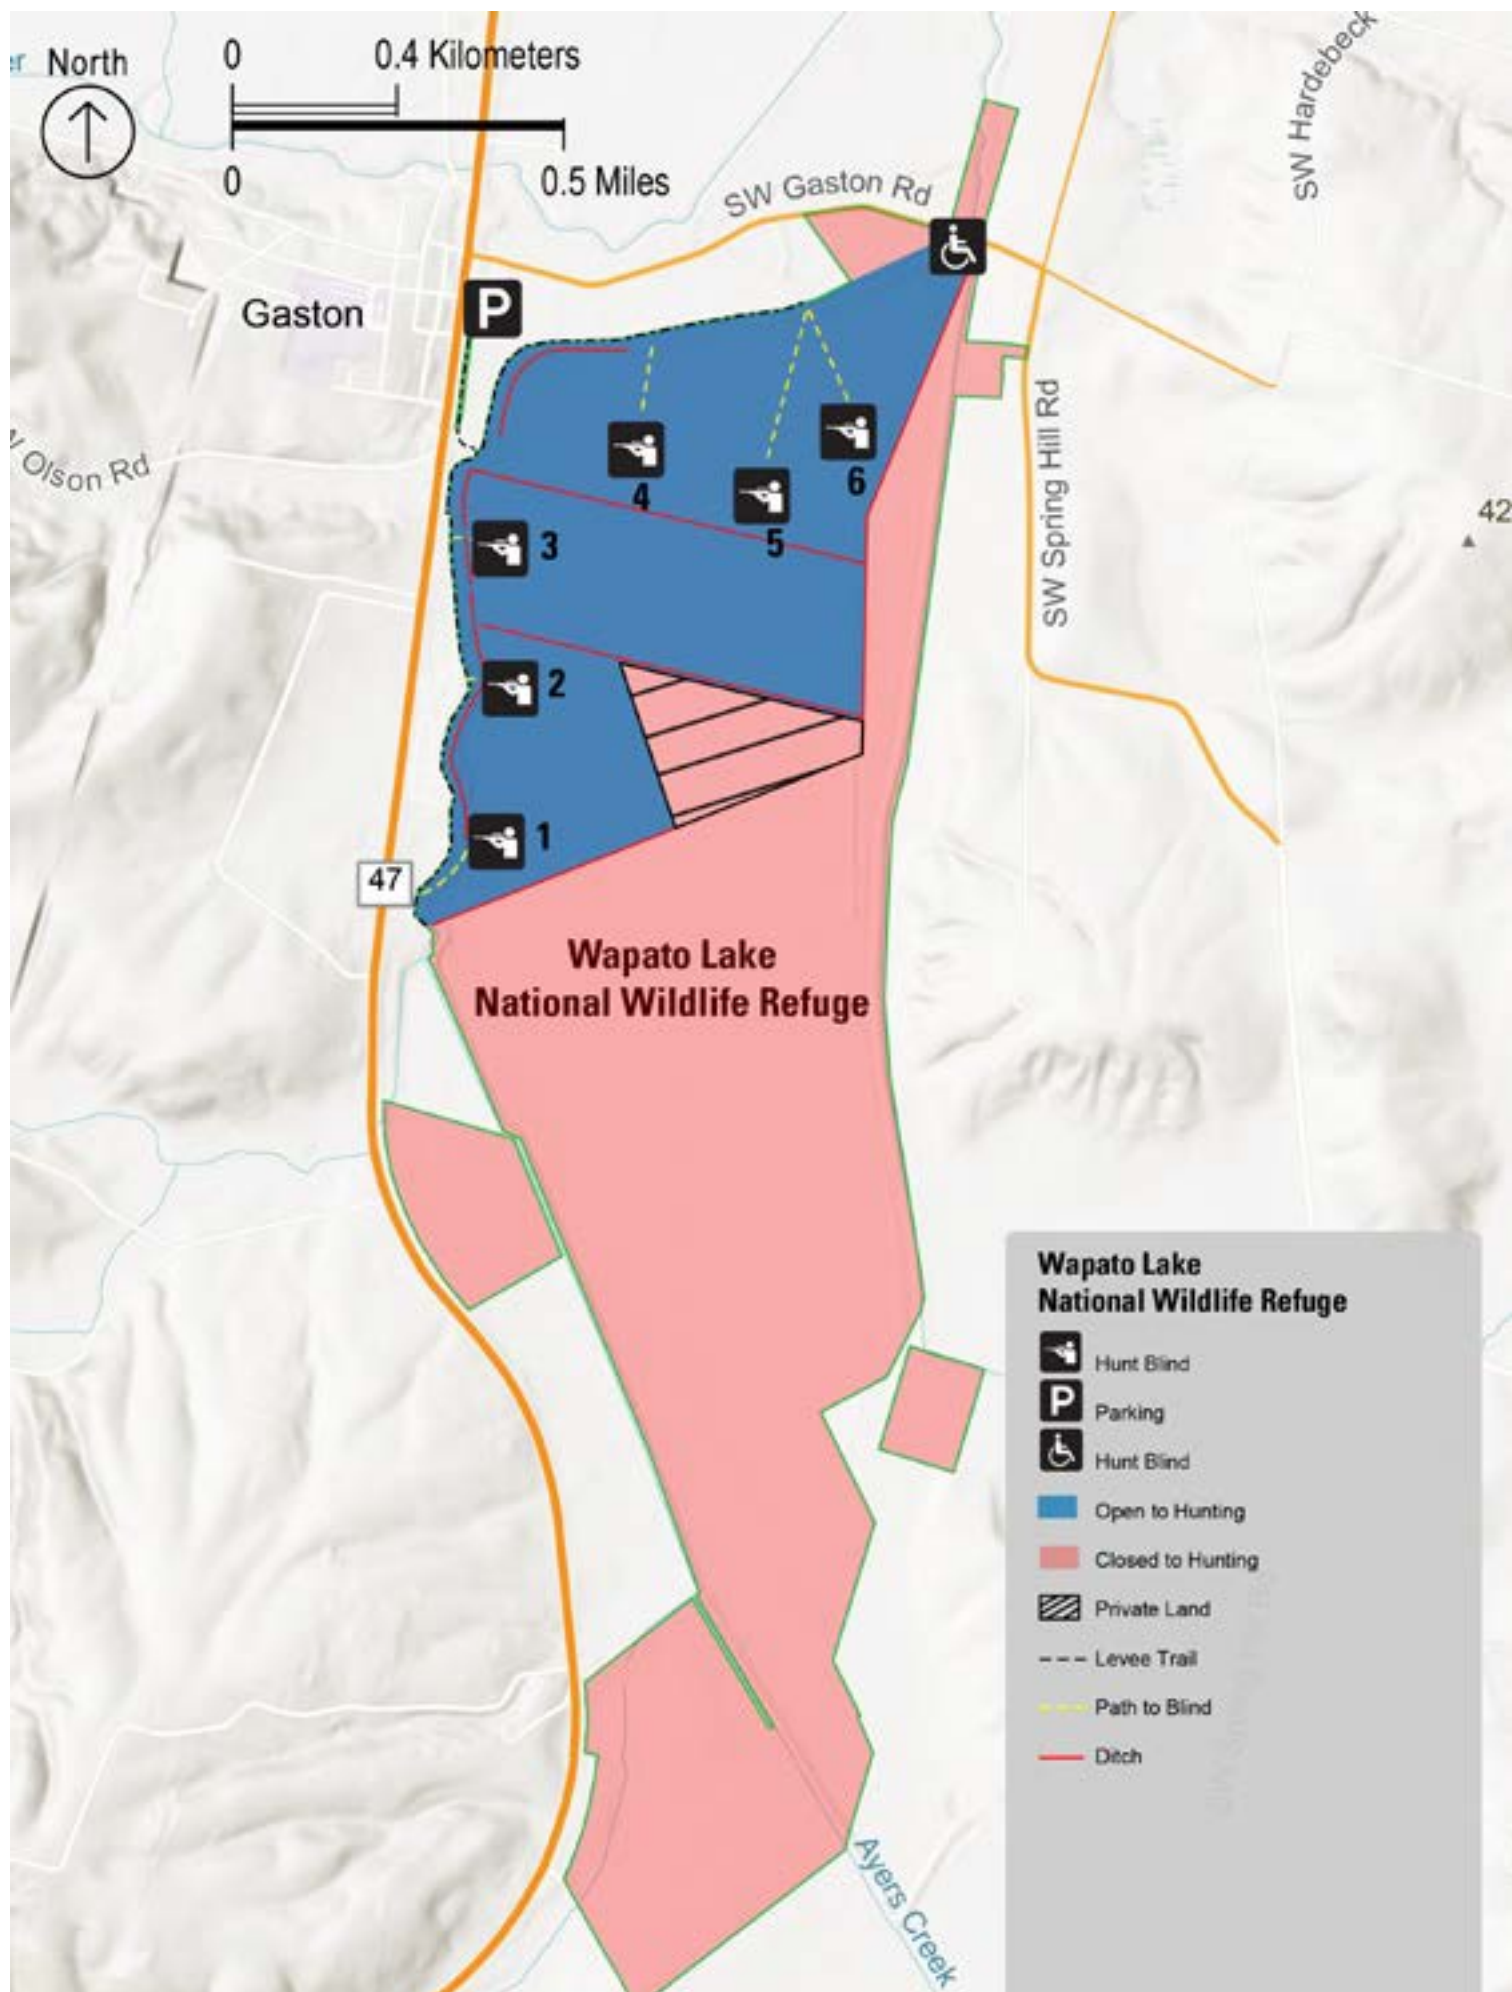 er
North
0
0.4 Kilometers
0
0.5 Miles
SW Hardebeck
SW Gaston Rd
Gaston
P
Olson Rd
SW Spring Hill Rd
42
4
6
5
3
2
1
47
Wapato Lake
National Wildlife Refuge
Wapato Lake
National Wildlife Refuge
Hunt Blind
P
Parking
Hunt Blind
Open to Hunting
Closed to Hunting
Private Land
Levee Trail
Path to Blind
Ditch
Ayers Creek